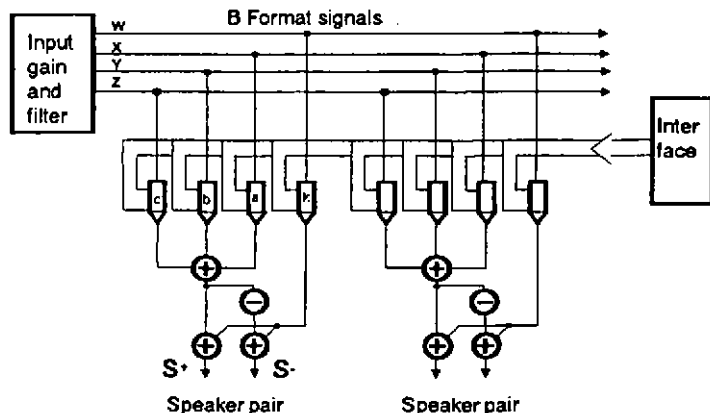 B Format signals
Input
gain
and
filter
W
X
Y
Z
Inter
face
c
b
a
k
S+
S-
Speaker pair
Speaker pair